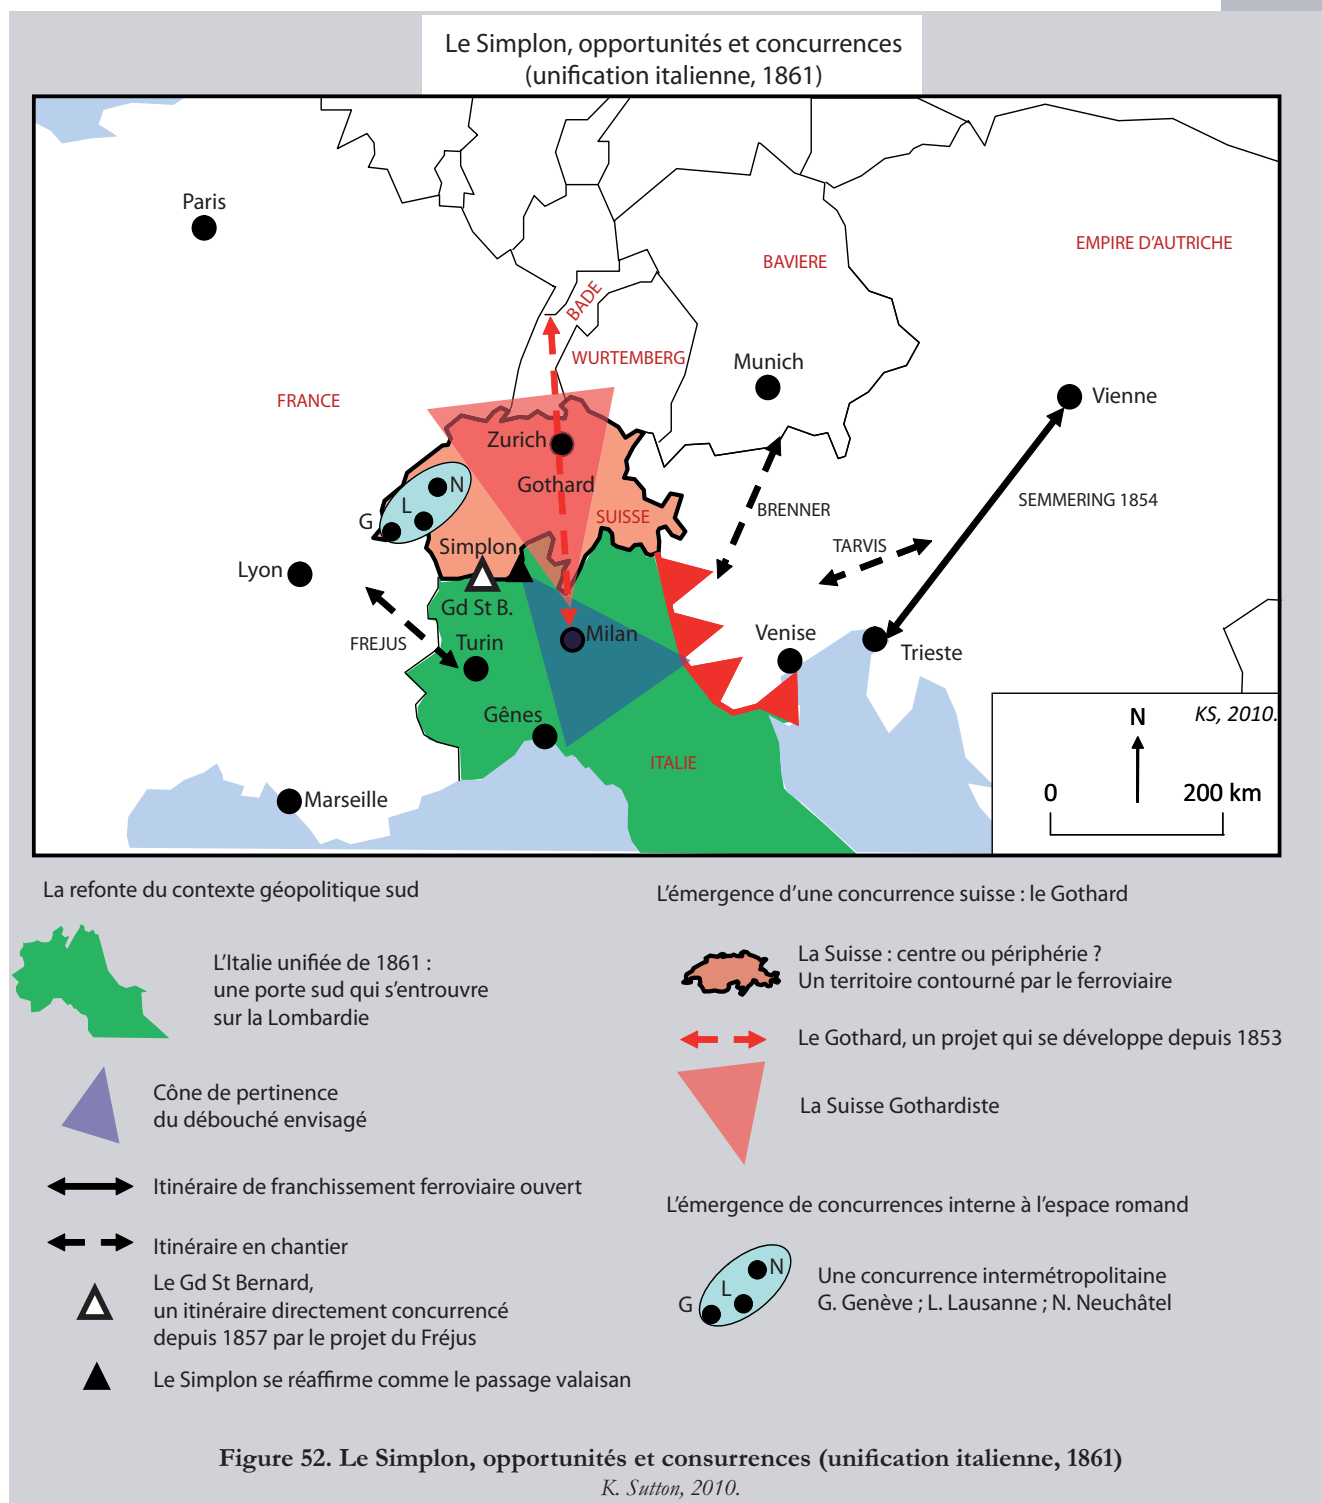 Le Simplon, opportunités et concurrences
(unification italienne, 1861)
Paris
EMPIRE D'AUTRICHE
BAVIERE
BADE
WURTEMBERG
Munich
FRANCE
Vienne
Zurich
N
Gothard
L
SEMMERING 1854
G
SUISSE
BRENNER
Simplon
TARVIS
Lyon
Gd St B.
FREJUS
Turin
Milan
Venise
Trieste
Gênes
N
KS, 2010.
ITALIE
Marseille
0
200 km
La refonte du contexte géopolitique sud
L'Italie unifiée de 1861 :
une porte sud qui s'entrouvre
sur la Lombardie
Cône de pertinence
du débouché envisagé
Itinéraire de franchissement ferroviaire ouvert
Itinéraire en chantier
Le Gd St Bernard,
un itinéraire directement concurrencé
depuis 1857 par le projet du Fréjus
Le Simplon se réaffirme comme le passage valaisan
L'émergence d'une concurrence suisse : le Gothard
La Suisse : centre ou périphérie ?
Un territoire contourné par le ferroviaire
Le Gothard, un projet qui se développe depuis 1853
La Suisse Gothardiste
L'émergence de concurrences interne à l'espace romand
N
L
G
Une concurrence intermétropolitaine
G. Genève ; L. Lausanne ; N. Neuchâtel
Figure 52. Le Simplon, opportunités et consurrences (unification italienne, 1861)
K. Sutton, 2010.